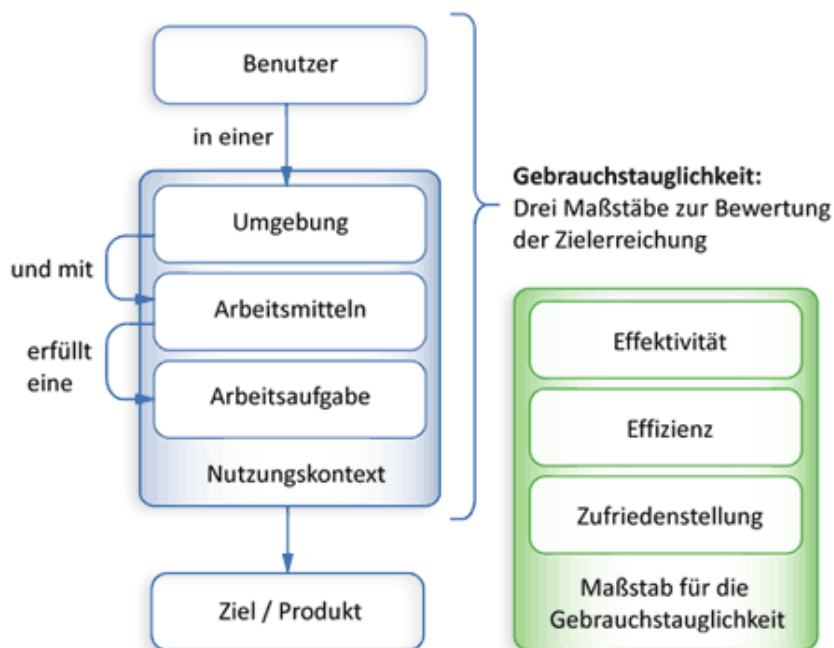 Benutzer
in einer
Umgebung
und mit
Arbeitsmitteln
erfüllt
eine
Arbeitsaufgabe
Nutzungskontext
Ziel / Produkt
Gebrauchstauglichkeit:
Drei Maßstäbe zur Bewertung
der Zielerreichung
Effektivität
Effizienz
Zufriedenstellung
Maßstab für die
Gebrauchstauglichkeit